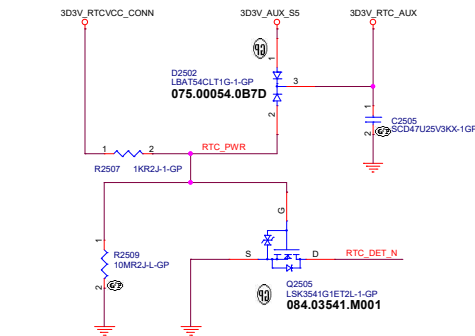 3D3V_RTCVCC_CONN
3D3V_AUX_S5
3D3V_RTC_AUX
1
D2502
LBAT54CLT1G-1-GP
075.00054.0B7D
3
2
1
C2505
SCD47U25V3KX-1GP
2
1
2
RTC_PWR
R2507
1KR2J-1-GP
G
1
R2509
10MR2J-L-GP
2
S
D
RTC_DET_N
Q2505
LSK3541G1ET2L-1-GP
084.03541.M001